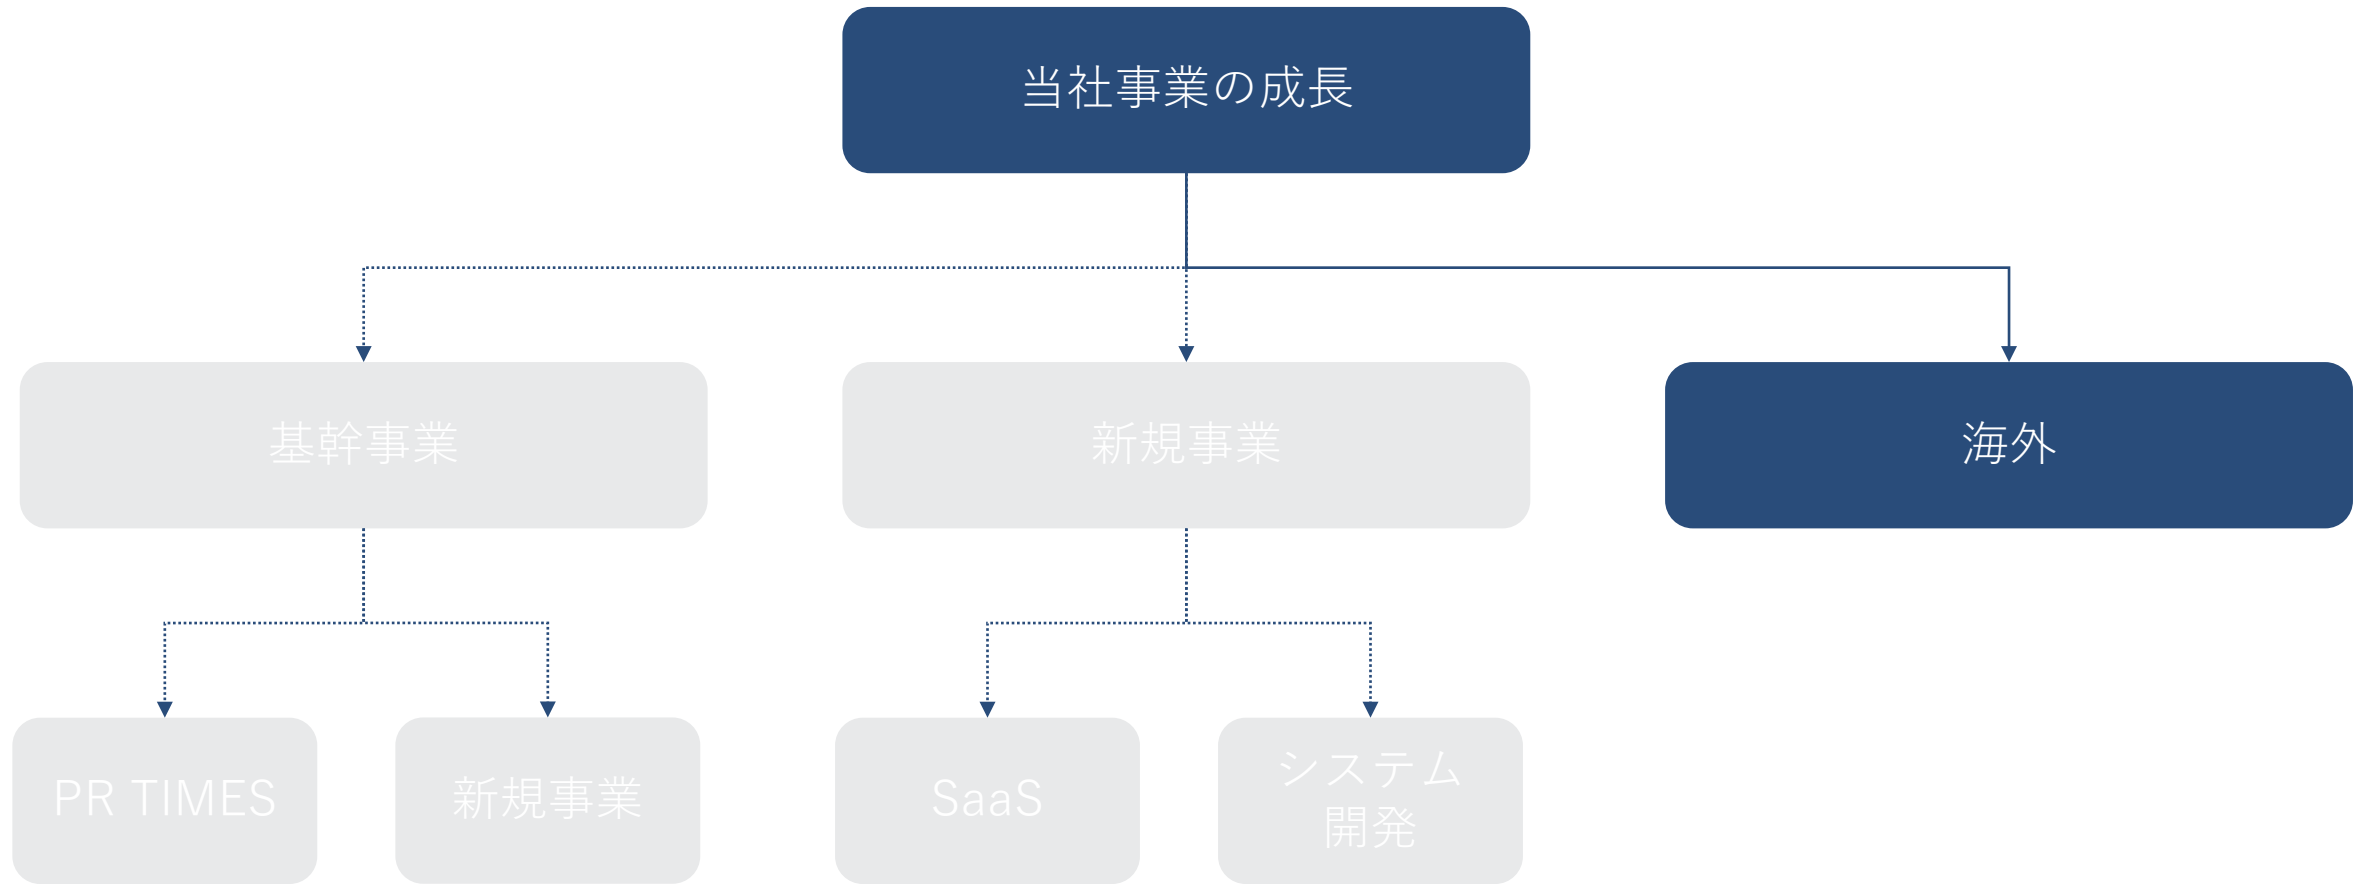 当社事業の成長
基幹事業
新規事業
海外
PR TIMES
新規事業
SaaS
システム
開発